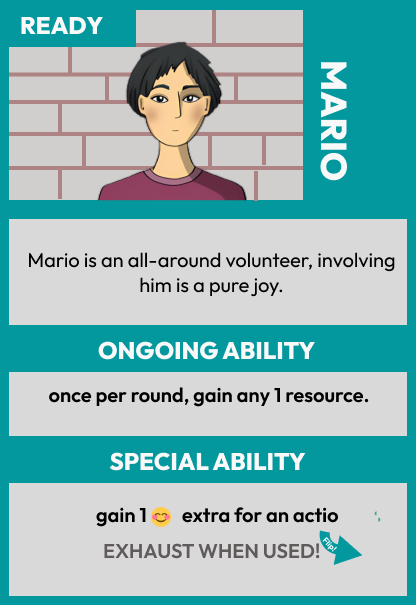 READY
MARIO
Mario is an all-around volunteer, involving
him is a pure joy.
ONGOING ABILITY
once per round, gain any 1 resource.
SPECIAL ABILITY
gain 1 😊 extra for an actio
EXHAUST WHEN USED!
Flip!